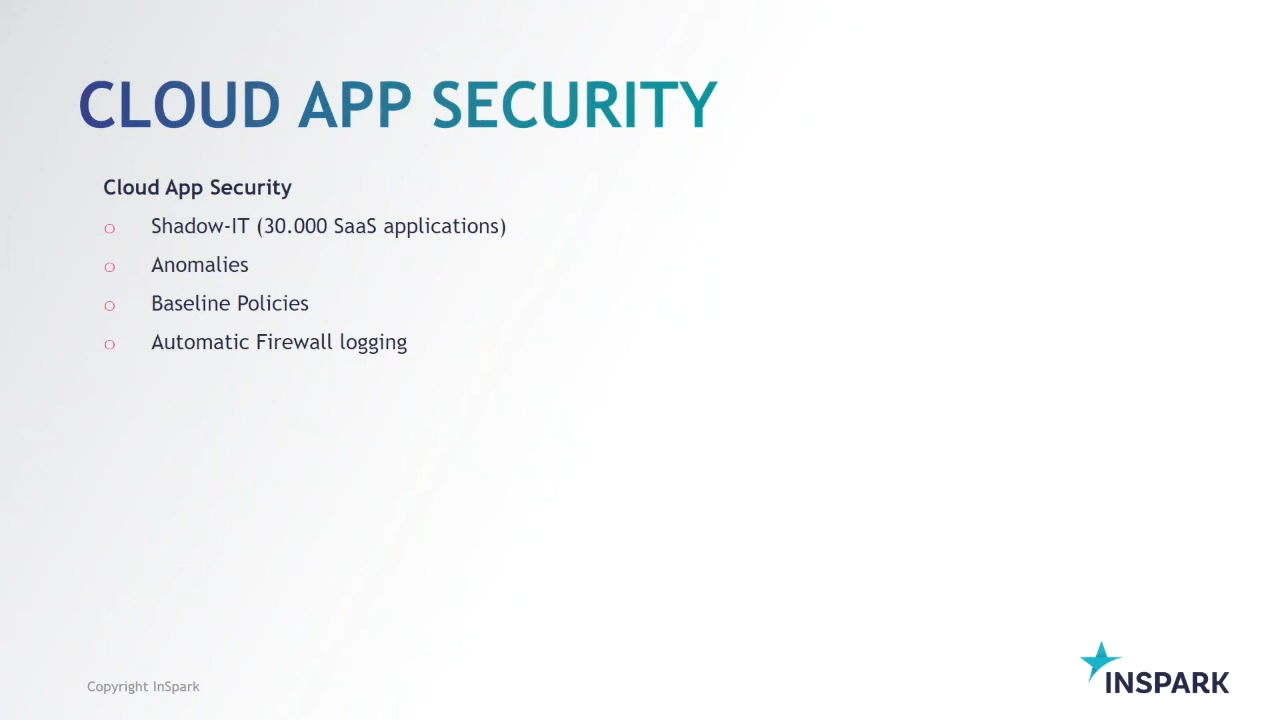 CLOUD APP SECURITY
Cloud App Security
Shadow-IT (30.000 SaaS applications)
Anomalies
Baseline Policies
Automatic Firewall logging
Copyright InSpark
INSPARK